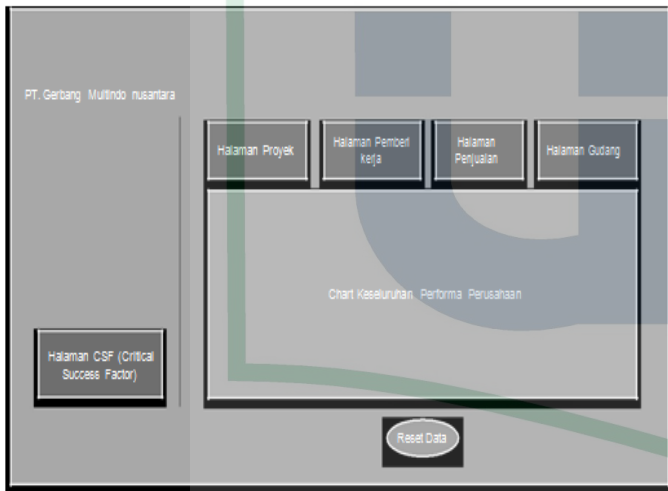 PT. Gerbang Multindo nusantara
Halaman Proyek
Halaman Pemberi
kerja
Halaman
Penjualan
Halaman Gudang
Chart Keseluruhan Performa Perusahaan
Halaman CSF (Critical
Success Factor)
Reset Data